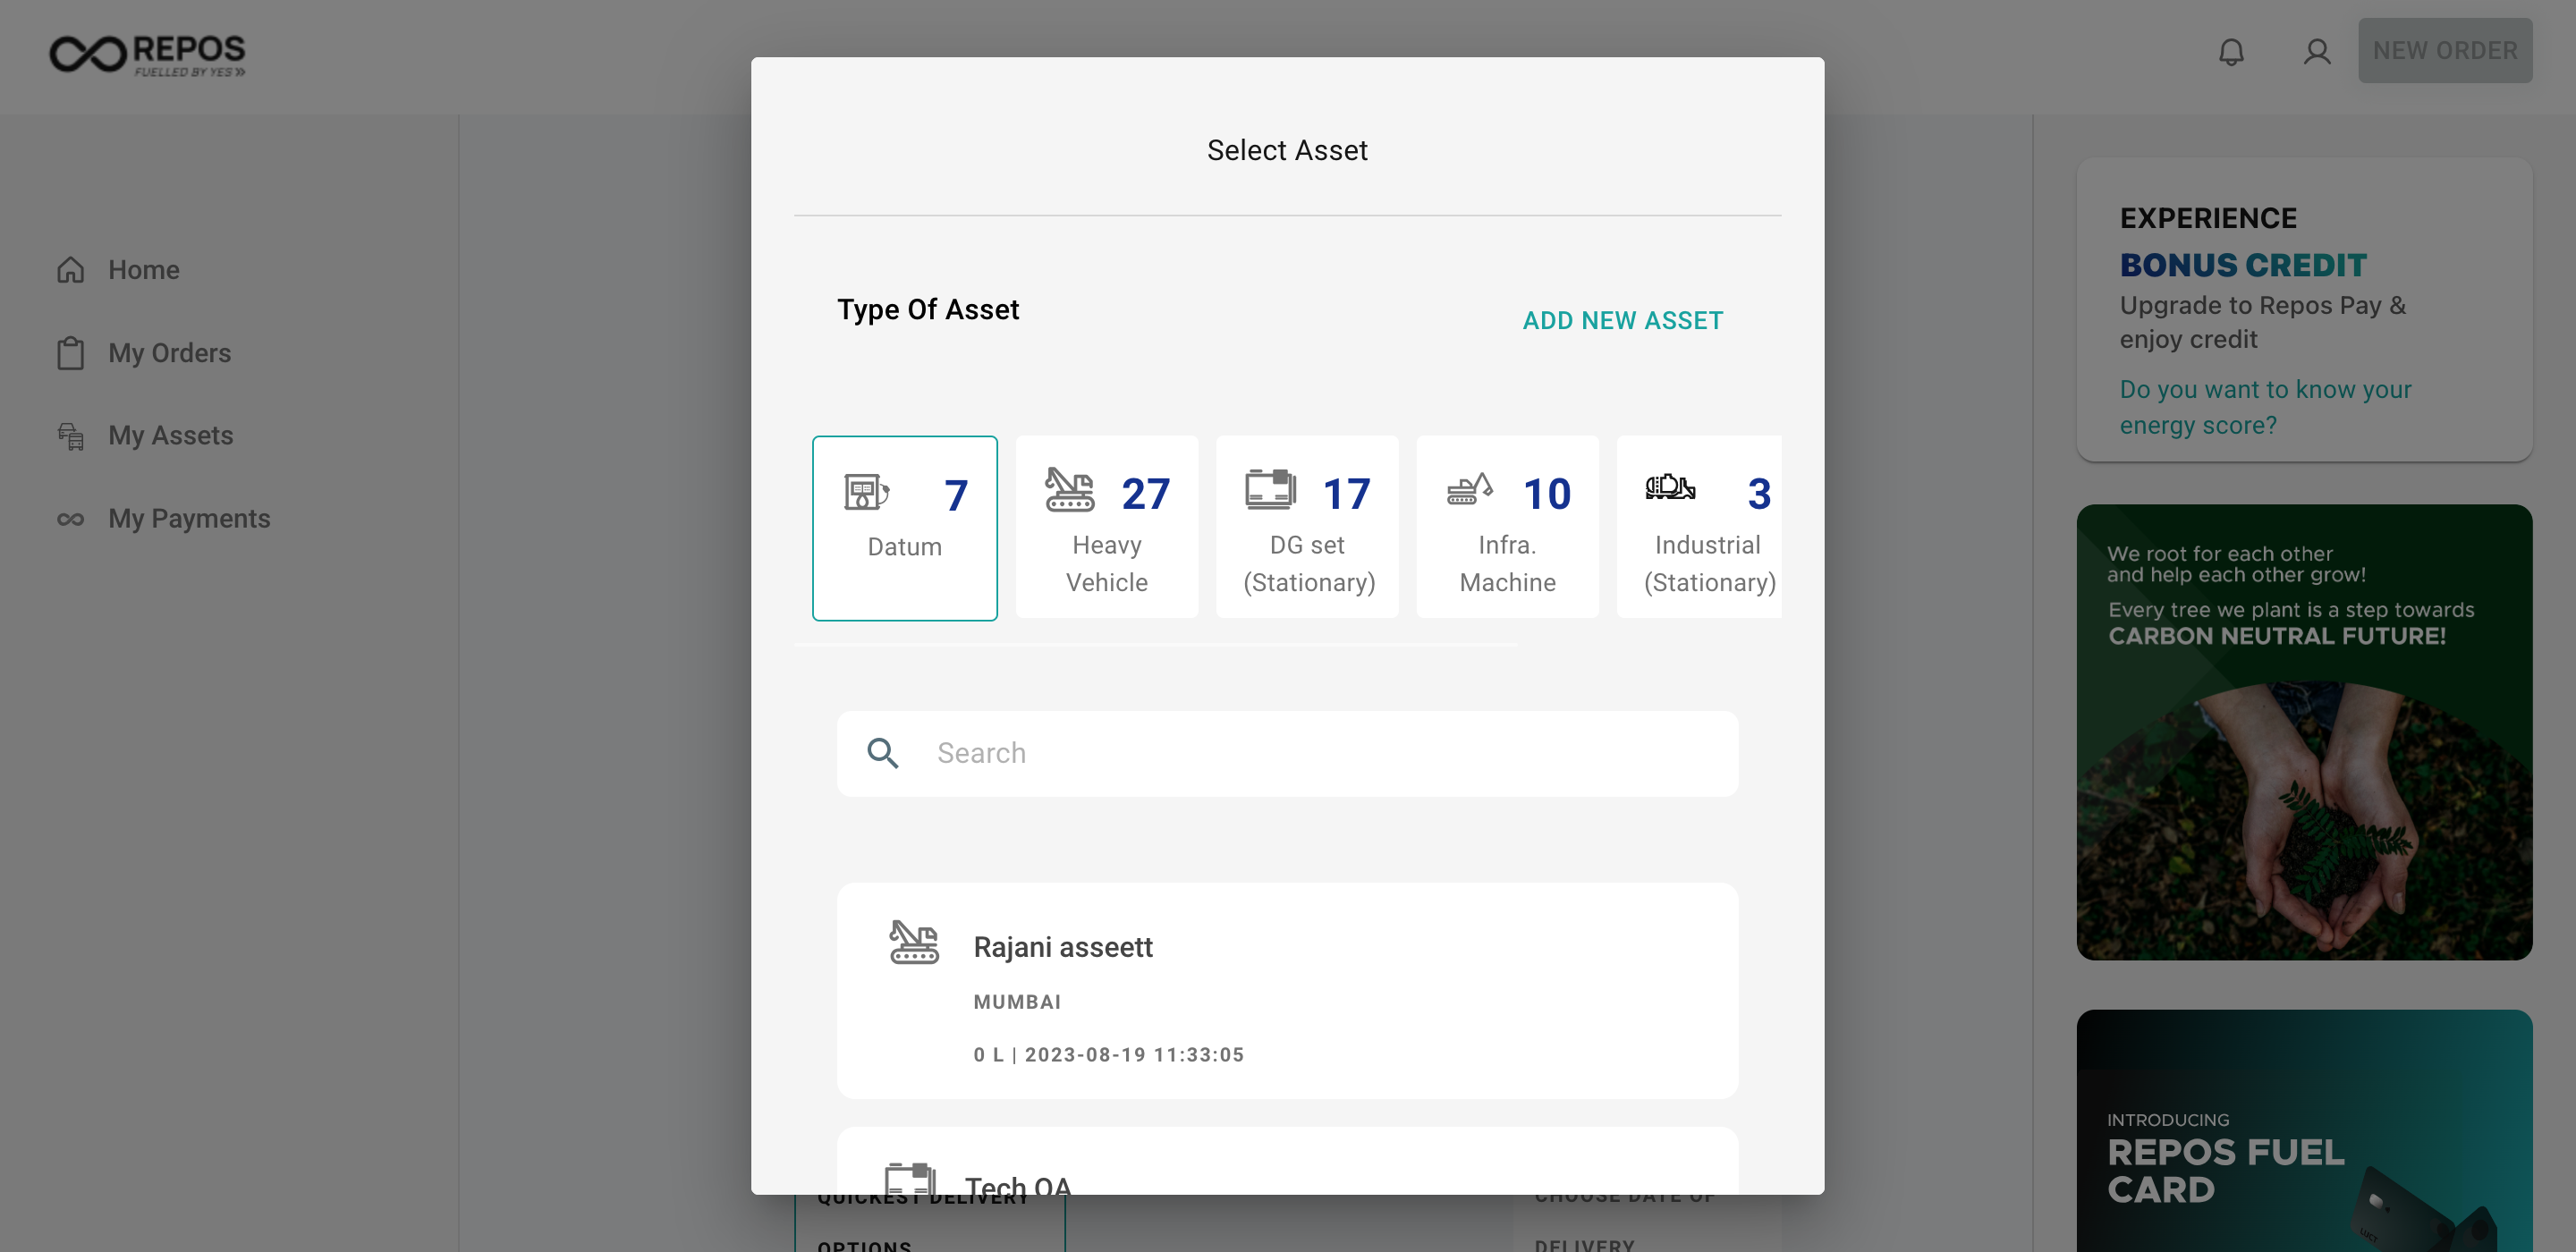 REPOS
FUELLED BY YES
NEW ORDER
Home
My Orders
My Assets
My Payments
Select Asset
Type Of Asset
ADD NEW ASSET
7
Datum
27
Heavy
Vehicle
17
DG set
(Stationary)
10
Infra.
Machine
3
Industrial
(Stationary)
Search
Rajani asseett
MUMBAI
0 L | 2023-08-19 11:33:05
Tech QA
QUICKEST DELIVERY
OPTIONS
CHOOSE DATE OF
DELIVERY
EXPERIENCE
BONUS CREDIT
Upgrade to Repos Pay &
enjoy credit
Do you want to know your
energy score?
We root for each other
and help each other grow!
Every tree we plant is a step towards
CARBON NEUTRAL FUTURE!
INTRODUCING
REPOS FUEL
CARD